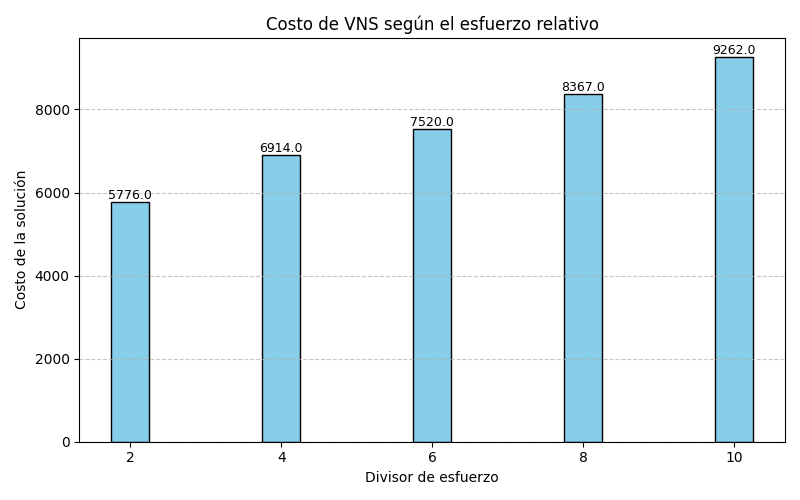 Costo de VNS según el esfuerzo relativo
9262.0
8367.0
8000
7520.0
6914.0
6000
5776.0
Costo de la solución
4000
2000
0
2 4 6 8 10
Divisor de esfuerzo